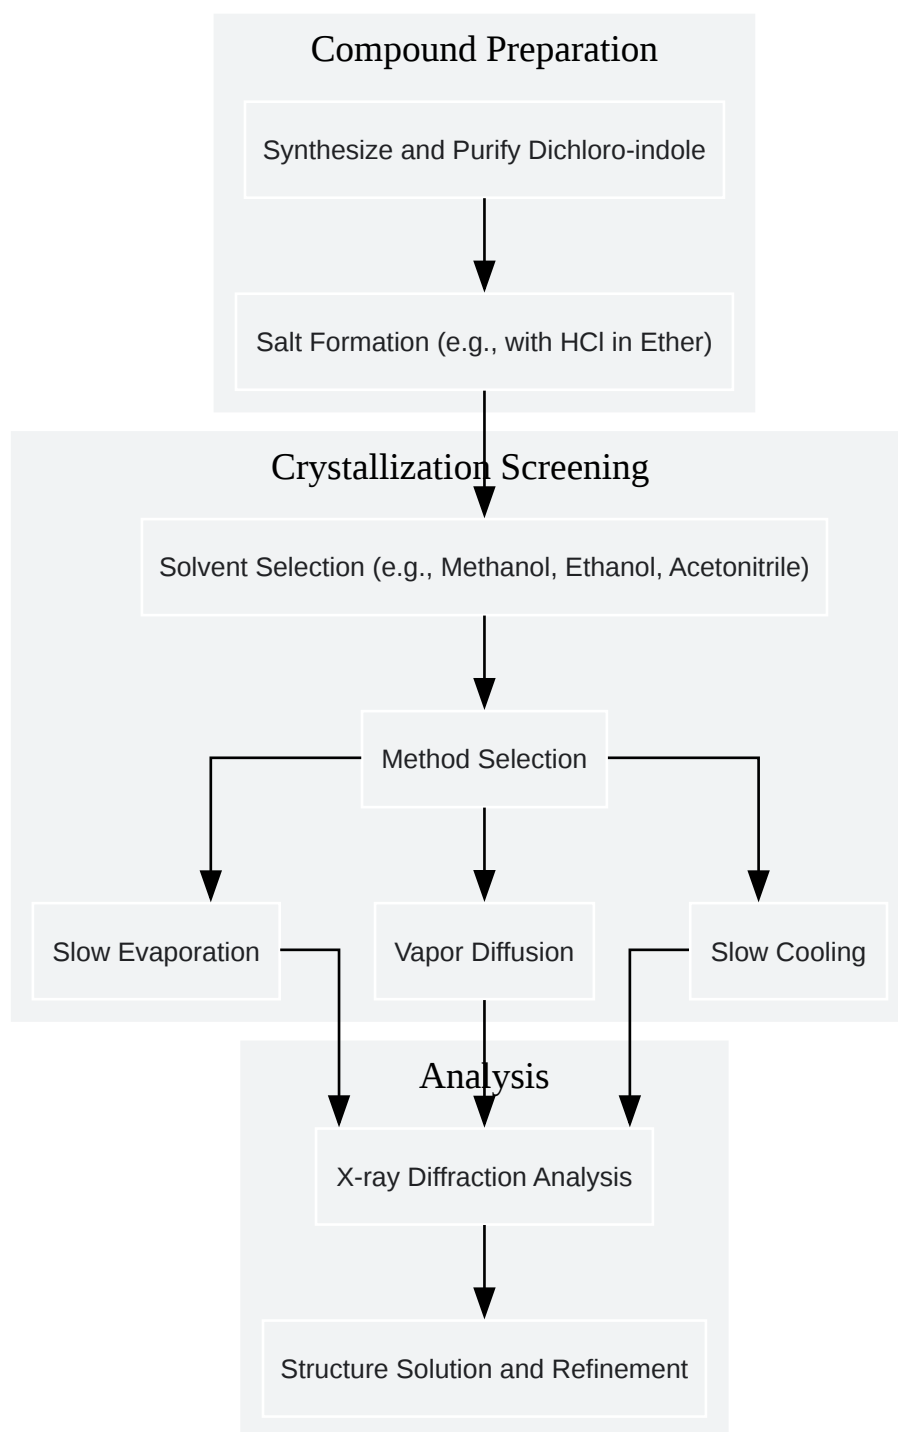 Compound Preparation
Synthesize and Purify Dichloro-indole
Salt Formation (e.g., with HCl in Ether)
Crystallization Screening
Solvent Selection (e.g., Methanol, Ethanol, Acetonitrile)
Method Selection
Slow Evaporation
Vapor Diffusion
Slow Cooling
Analysis
X-ray Diffraction Analysis
Structure Solution and Refinement